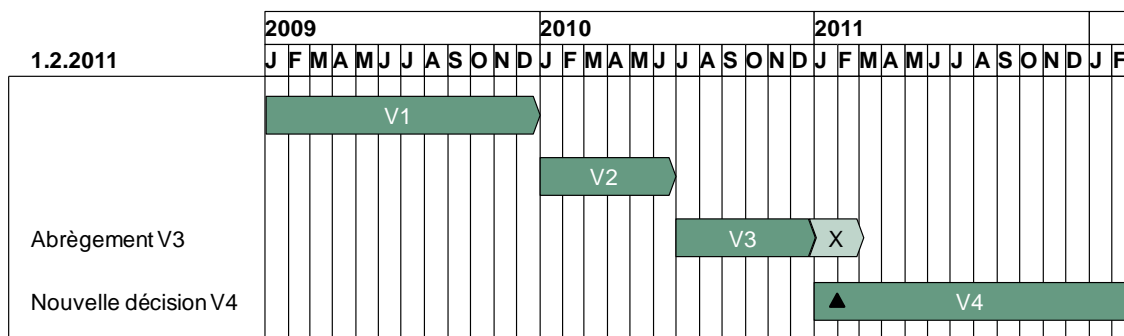 2009 2010 2011
1.2.2011 J F M A M J J A S O N D J F M A M J J A S O N D J F M A M J J A S O N D J F
V1
V2
Abrègement V3 V3 X
Nouvelle décision V4 V4